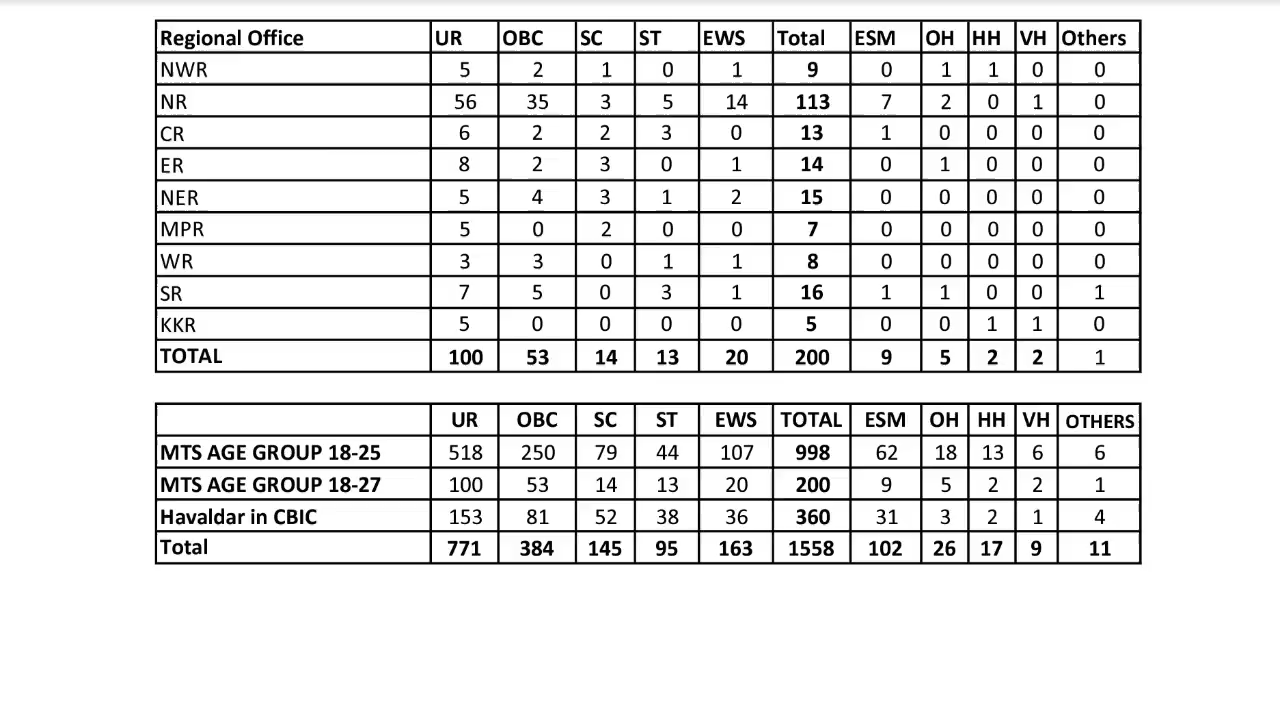 Regional Office UR OBC SC ST EWS Total ESM OH HH VH Others
NWR 5 2 1 0 1 9 0 1 1 0 0
NR 56 35 3 5 14 113 7 2 0 1 0
CR 6 2 2 3 0 13 1 0 0 0 0
ER 8 2 3 0 1 14 0 1 0 0 0
NER 5 4 3 1 2 15 0 0 0 0 0
MPR 5 0 2 0 0 7 0 0 0 0 0
WR 3 3 0 1 1 8 0 0 0 0 0
SR 7 5 0 3 1 16 1 1 0 0 1
KKR 5 0 0 0 0 5 0 0 1 1 0
TOTAL 100 53 14 13 20 200 9 5 2 2 1
UR OBC SC ST EWS TOTAL ESM OH HH VH OTHERS
MTS AGE GROUP 18-25 518 250 79 44 107 998 62 18 13 6 6
MTS AGE GROUP 18-27 100 53 14 13 20 200 9 5 2 2 1
Havaldar in CBIC 153 81 52 38 36 360 31 3 2 1 4
Total 771 384 145 95 163 1558 102 26 17 9 11